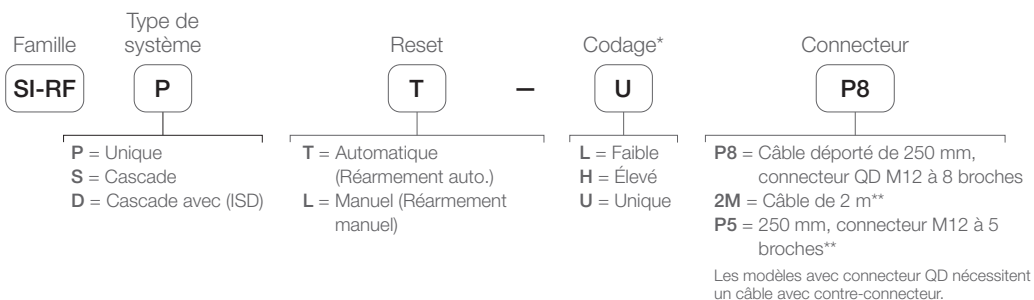 Famille
Type de
système
Reset
Codage*
Connecteur
SI-RF
P
T
–
U
P8
P = Unique
S = Cascade
D = Cascade avec (ISD)
T = Automatique
(Réarmement auto.)
L = Manuel (Réarmement
manuel)
L = Faible
H = Élevé
U = Unique
P8 = Câble déporté de 250 mm,
connecteur QD M12 à 8 broches
2M = Câble de 2 m**
P5 = 250 mm, connecteur M12 à 5
broches**
Les modèles avec connecteur QD nécessitent
un câble avec contre-connecteur.